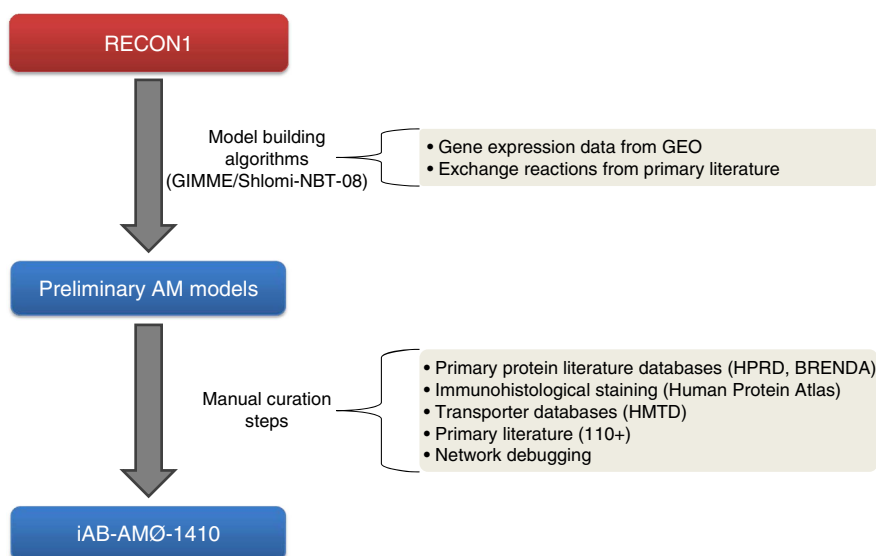 RECON1
Model building
algorithms
(GIMME/Shlomi-NBT-08)
• Gene expression data from GEO
• Exchange reactions from primary literature
Preliminary AM models
Manual curation
steps
• Primary protein literature databases (HPRD, BRENDA)
• Immunohistological staining (Human Protein Atlas)
• Transporter databases (HMTD)
• Primary literature (110+)
• Network debugging
iAB-AMØ-1410